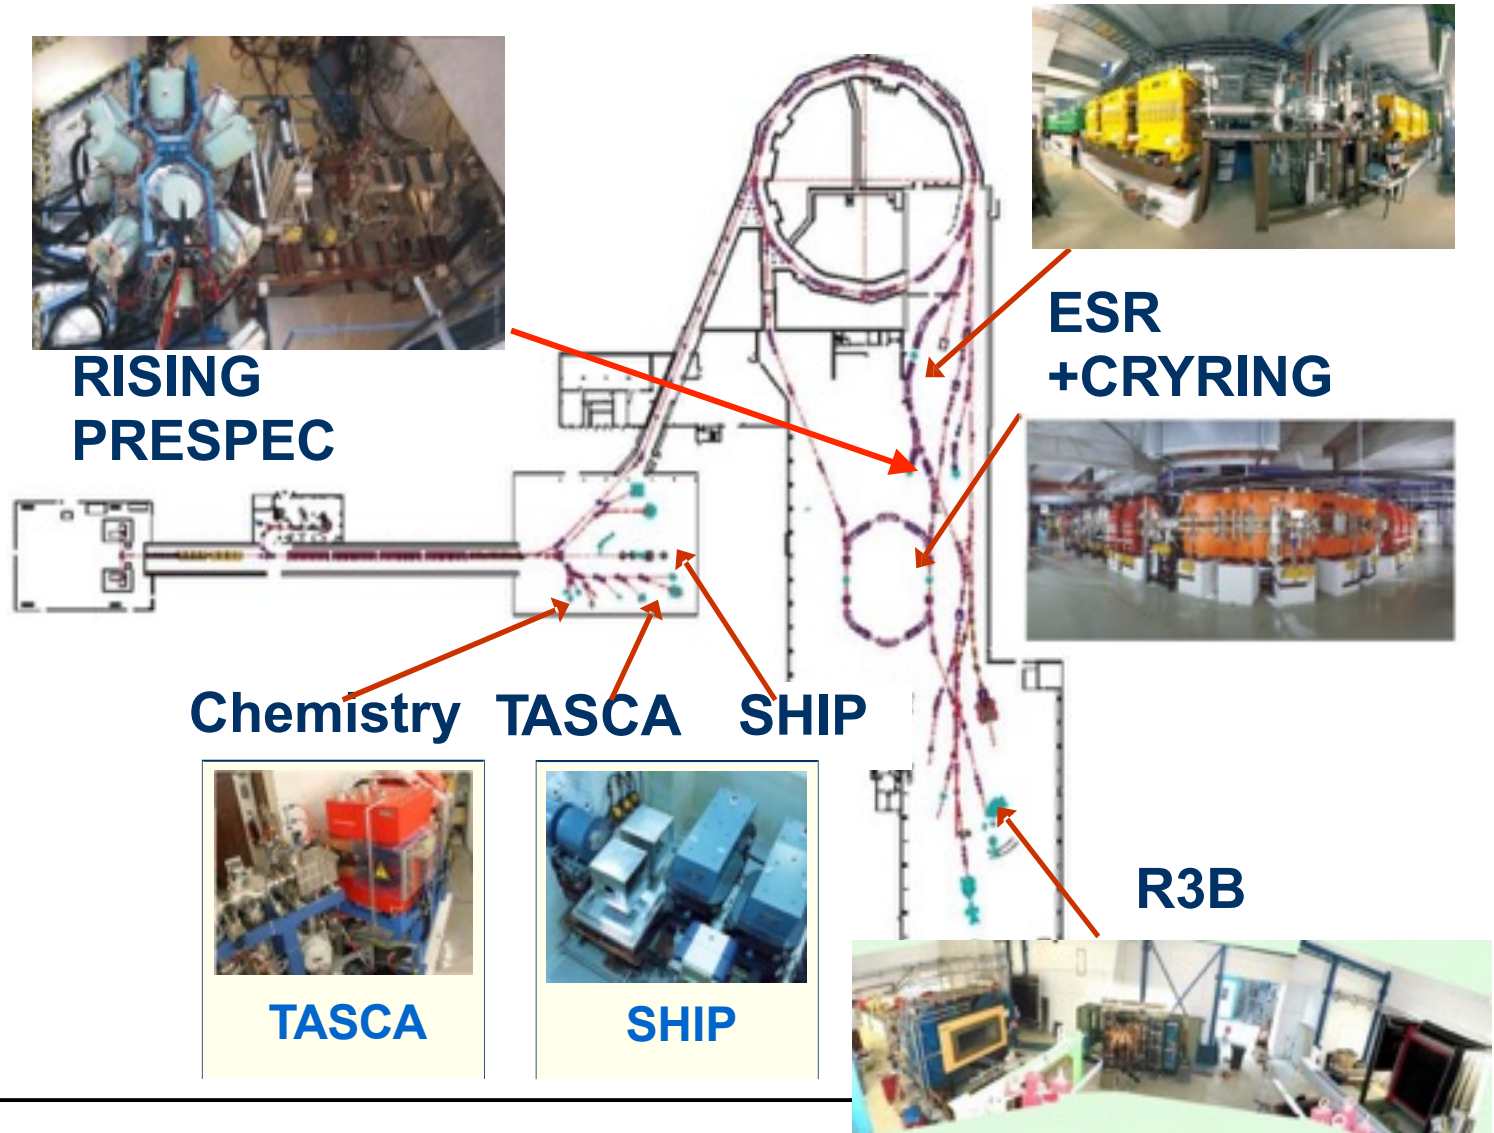 RISING
PRESPEC
ESR
+CRYRING
Chemistry
TASCA
SHIP
R3B
TASCA
SHIP